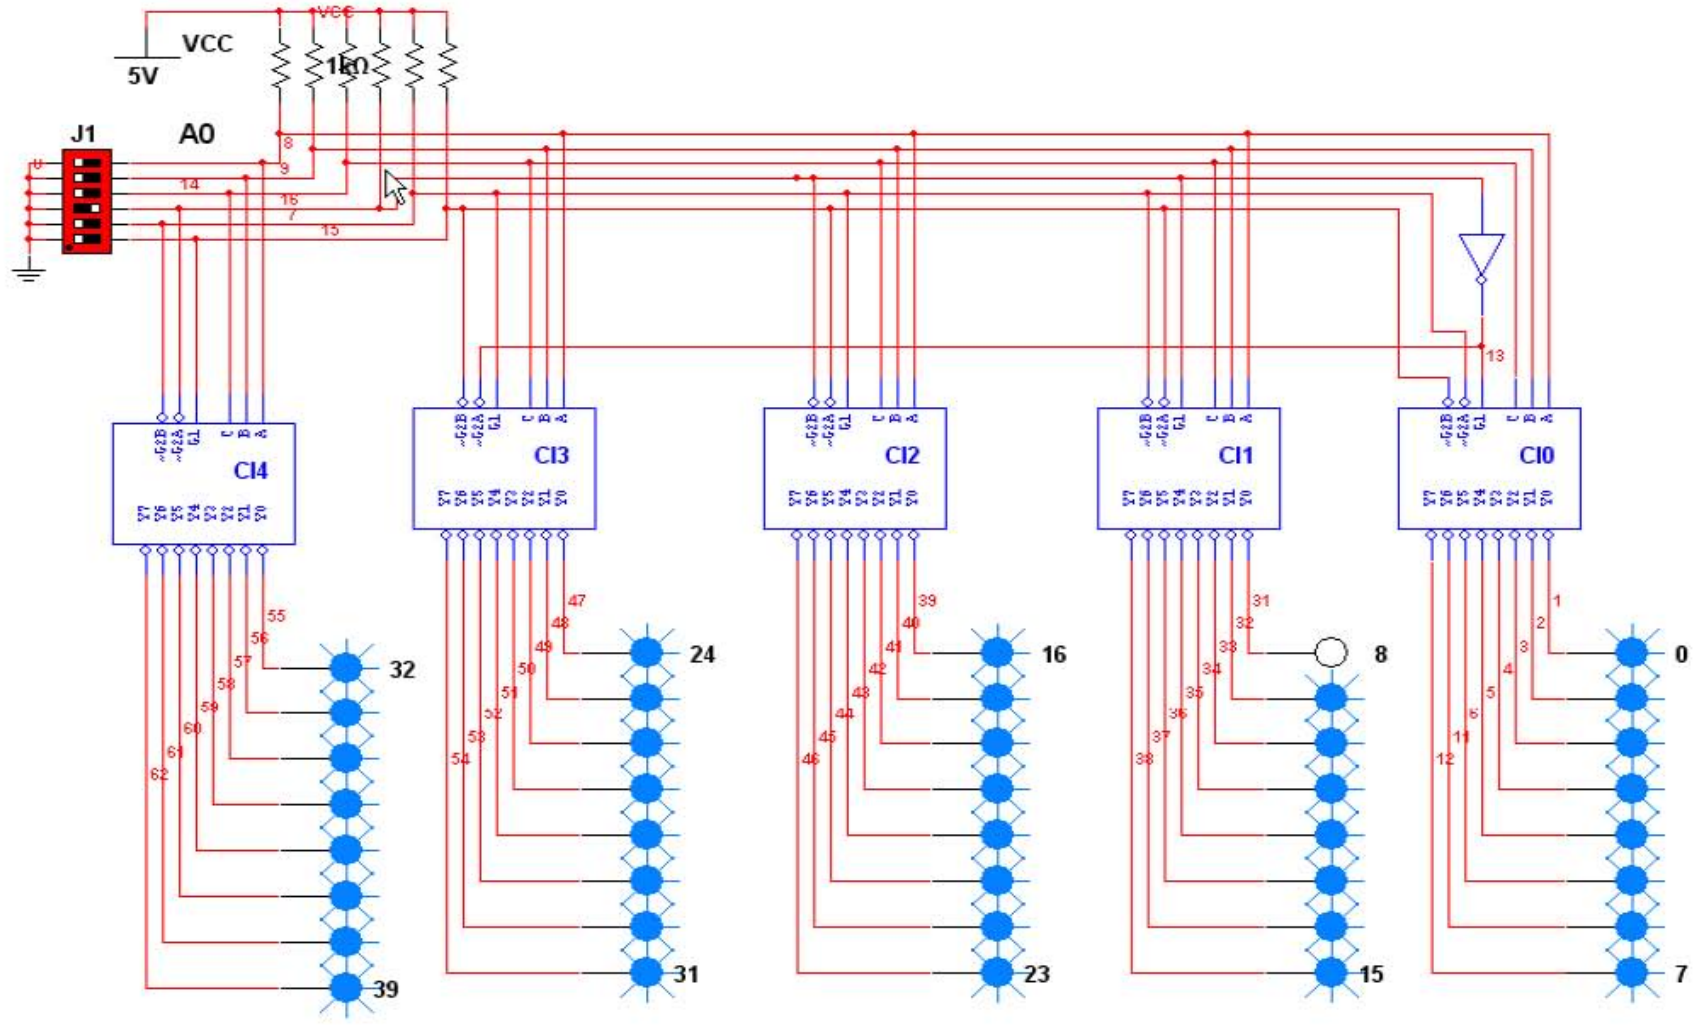 VCC
VCC
5V
1kΩ
J1
A0
0
8
9
14
16
7
15
13
~G2B
~G2A
G1
C
B
A
CI4
Y7
Y6
Y5
Y4
Y3
Y2
Y1
Y0
~G2B
~G2A
G1
C
B
A
CI3
Y7
Y6
Y5
Y4
Y3
Y2
Y1
Y0
~G2B
~G2A
G1
C
B
A
CI2
Y7
Y6
Y5
Y4
Y3
Y2
Y1
Y0
~G2B
~G2A
G1
C
B
A
CI1
Y7
Y6
Y5
Y4
Y3
Y2
Y1
Y0
~G2B
~G2A
G1
C
B
A
CI0
Y7
Y6
Y5
Y4
Y3
Y2
Y1
Y0
55
56
57
58
59
60
61
62
32
39
47
48
49
50
51
52
53
54
24
31
39
40
41
42
43
44
45
46
16
23
31
32
33
34
35
36
37
38
8
15
1
2
3
4
5
6
11
12
0
7